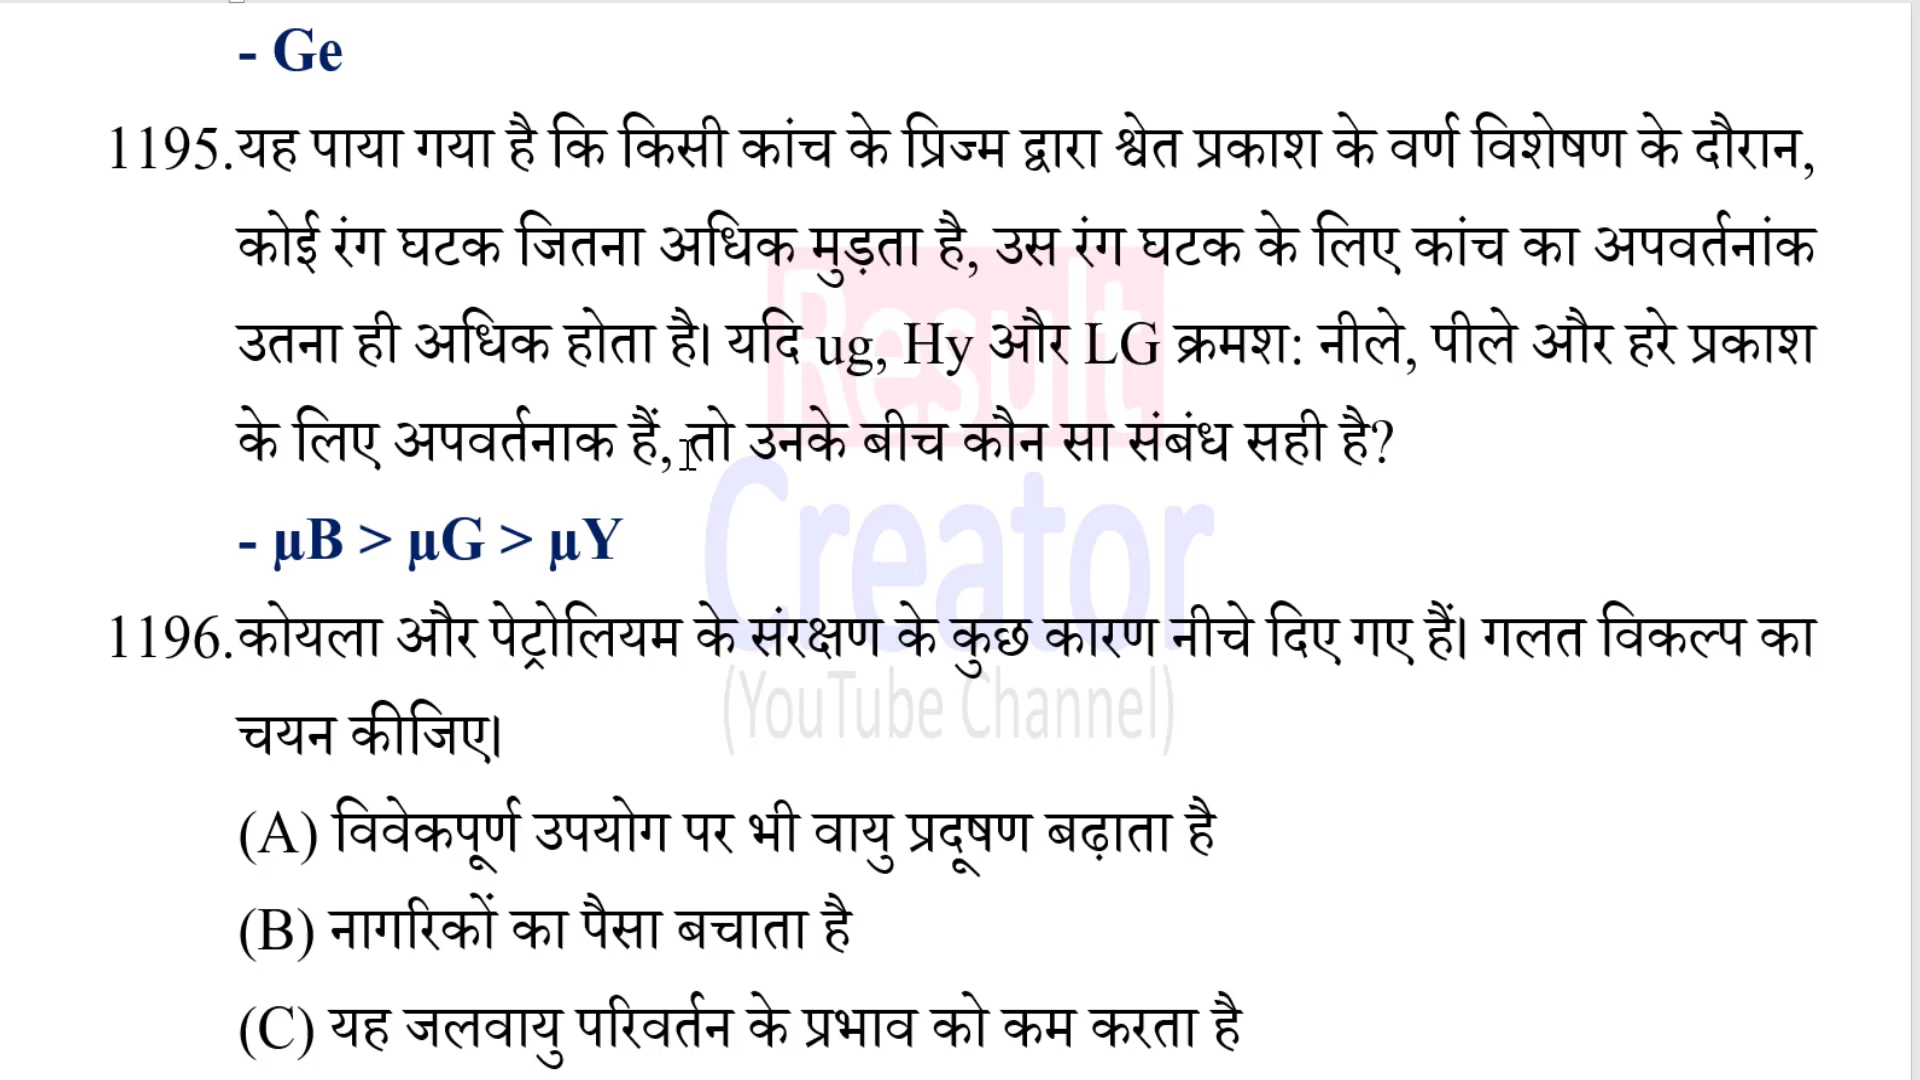 - Ge
1195. यह पाया गया है कि किसी कांच के प्रिज्म द्वारा श्वेत प्रकाश के वर्ण विशेषण के दौरान,
कोई रंग घटक जितना अधिक मुड़ता है, उस रंग घटक के लिए कांच का अपवर्तनांक
उतना ही अधिक होता है। यदि ug, Hy और LG क्रमश: नीले, पीले और हरे प्रकाश
के लिए अपवर्तनाक हैं, तो उनके बीच कौन सा संबंध सही है?
- µB > µG > µY
1196. कोयला और पेट्रोलियम के संरक्षण के कुछ कारण नीचे दिए गए हैं। गलत विकल्प का
चयन कीजिए।
(A) विवेकपूर्ण उपयोग पर भी वायु प्रदूषण बढ़ाता है
(B) नागरिकों का पैसा बचाता है
(C) यह जलवायु परिवर्तन के प्रभाव को कम करता है
Result
Creator
(YouTube Channel)